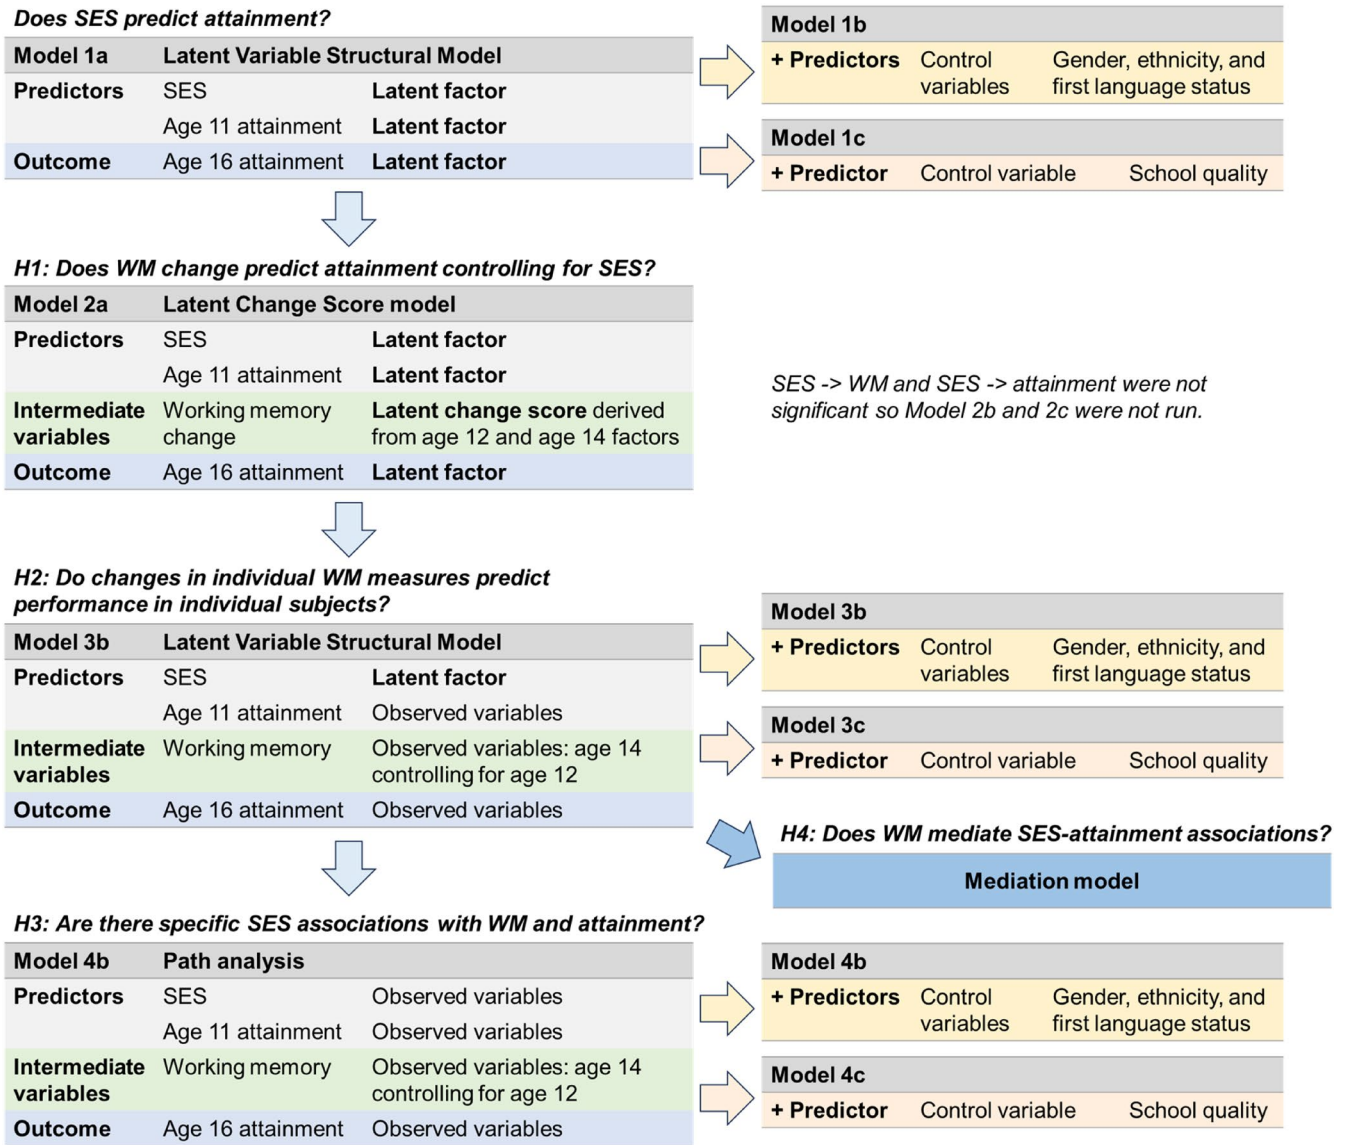 Does SES predict attainment?
Model 1a Latent Variable Structural Model
Predictors SES Latent factor
Age 11 attainment Latent factor
Outcome Age 16 attainment Latent factor
Model 1b
+ Predictors Control variables Gender, ethnicity, and first language status
Model 1c
+ Predictor Control variable School quality
H1: Does WM change predict attainment controlling for SES?
Model 2a Latent Change Score model
Predictors SES Latent factor
Age 11 attainment Latent factor
Intermediate variables Working memory change Latent change score derived from age 12 and age 14 factors
Outcome Age 16 attainment Latent factor
SES -> WM and SES -> attainment were not
significant so Model 2b and 2c were not run.
H2: Do changes in individual WM measures predict
performance in individual subjects?
Model 3b Latent Variable Structural Model
Predictors SES Latent factor
Age 11 attainment Observed variables
Intermediate variables Working memory Observed variables: age 14 controlling for age 12
Outcome Age 16 attainment Observed variables
Model 3b
+ Predictors Control variables Gender, ethnicity, and first language status
Model 3c
+ Predictor Control variable School quality
H4: Does WM mediate SES-attainment associations?
Mediation model
H3: Are there specific SES associations with WM and attainment?
Model 4b Path analysis
Predictors SES Observed variables
Age 11 attainment Observed variables
Intermediate variables Working memory Observed variables: age 14 controlling for age 12
Outcome Age 16 attainment Observed variables
Model 4b
+ Predictors Control variables Gender, ethnicity, and first language status
Model 4c
+ Predictor Control variable School quality